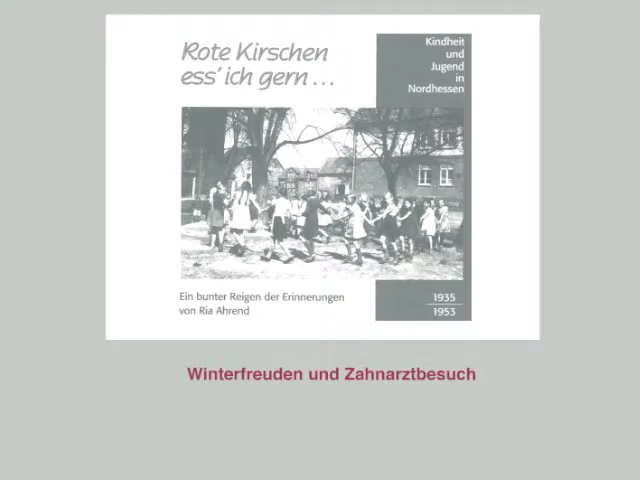 Rote Kirschen
ess' ich gern ...
Kindheit
und
Jugend
in
Nordhessen
Ein bunter Reigen der Erinnerungen
von Ria Ahrend
1935
1953
Winterfreuden und Zahnarztbesuch